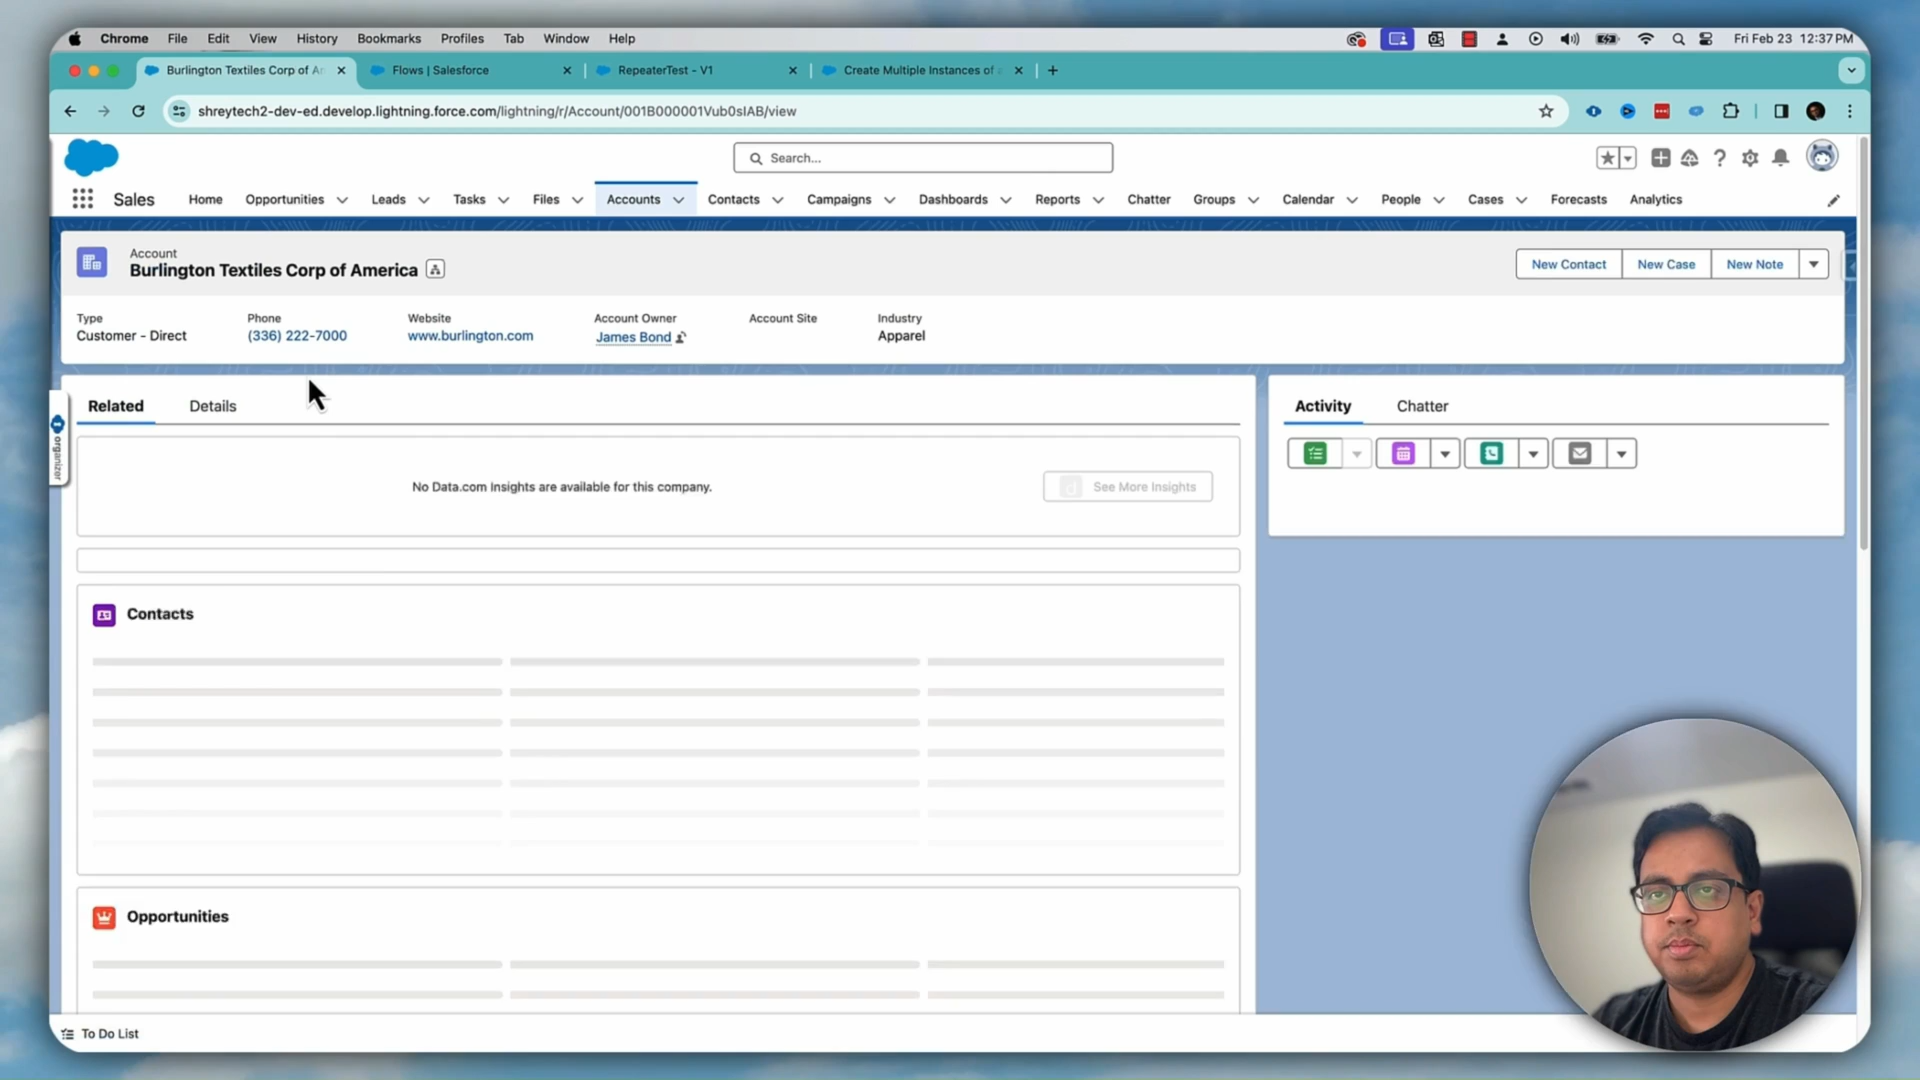 Chrome File Edit View History Bookmarks Profiles Tab Window Help Fri Feb 23 12:37 PM
Burlington Textiles Corp of A Flows | Salesforce RepeaterTest - V1 Create Multiple Instances of
shreytech2-dev-ed.develop.lightning.force.com/lightning/r/Account/001B000001Vub0sIAB/view
Search...
Sales Home Opportunities Leads Tasks Files Accounts Contacts Campaigns Dashboards Reports Chatter Groups Calendar People Cases Forecasts Analytics
Account
Burlington Textiles Corp of America
New Contact New Case New Note
Type Phone Website Account Owner Account Site Industry
Customer - Direct (336) 222-7000 www.burlington.com James Bond Apparel
Related Details
Activity Chatter
organizer
No Data.com Insights are available for this company.
See More Insights
Contacts
Opportunities
To Do List